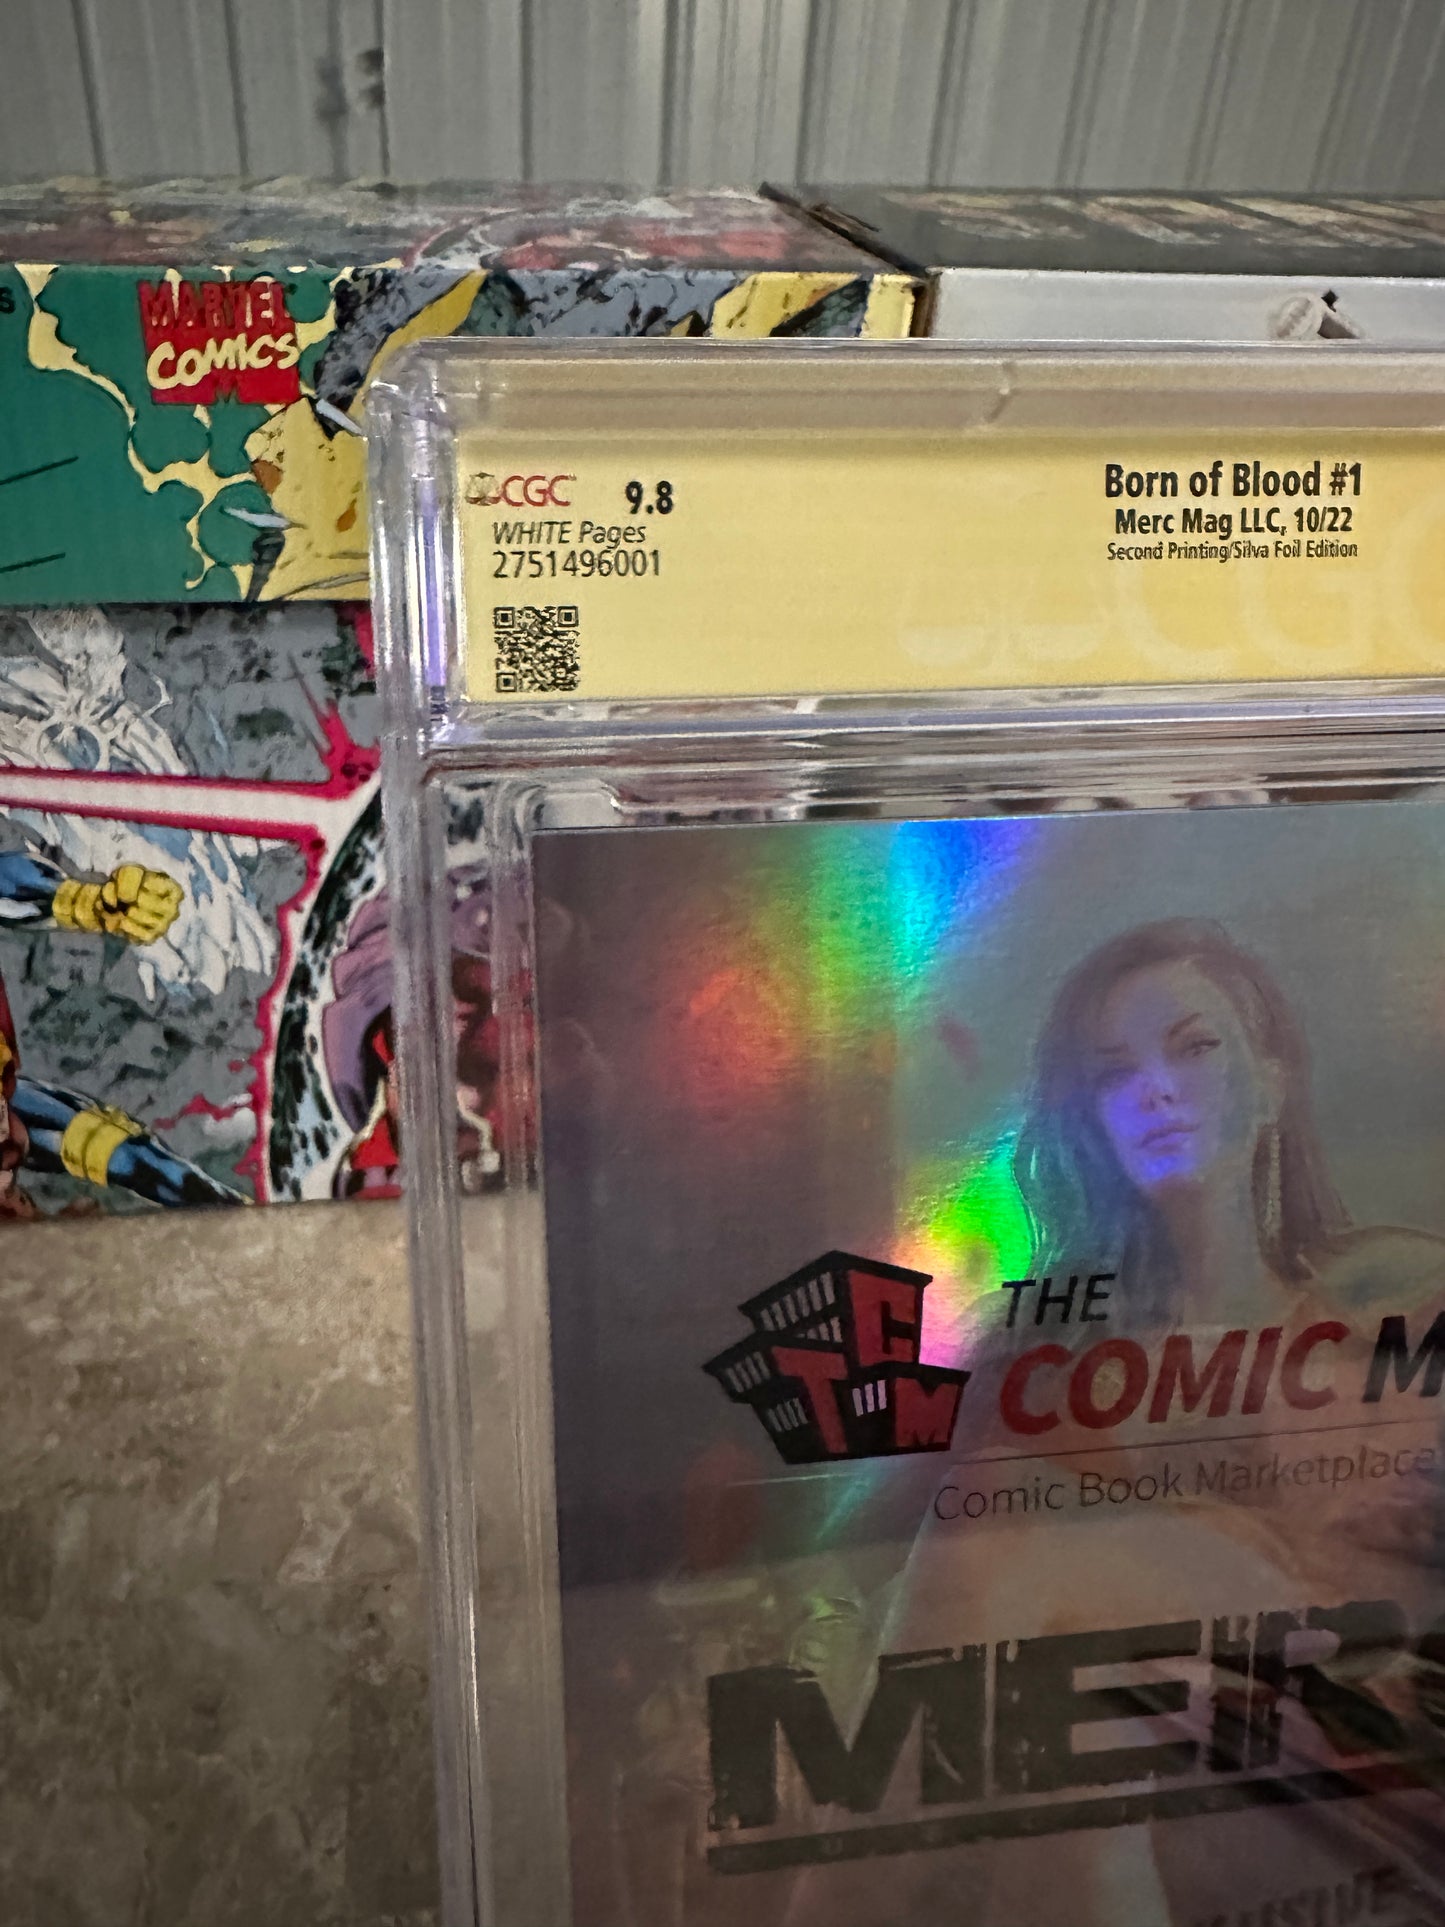 MARVEL
COMICS
CGC 9.8
WHITE Pages
2751496001
Born of Blood #1
Merc Mag LLC, 10/22
Second Printing/Silva Foil Edition
CGC
C
T
M
THE
COMIC M
Comic Book Marketplace
MER